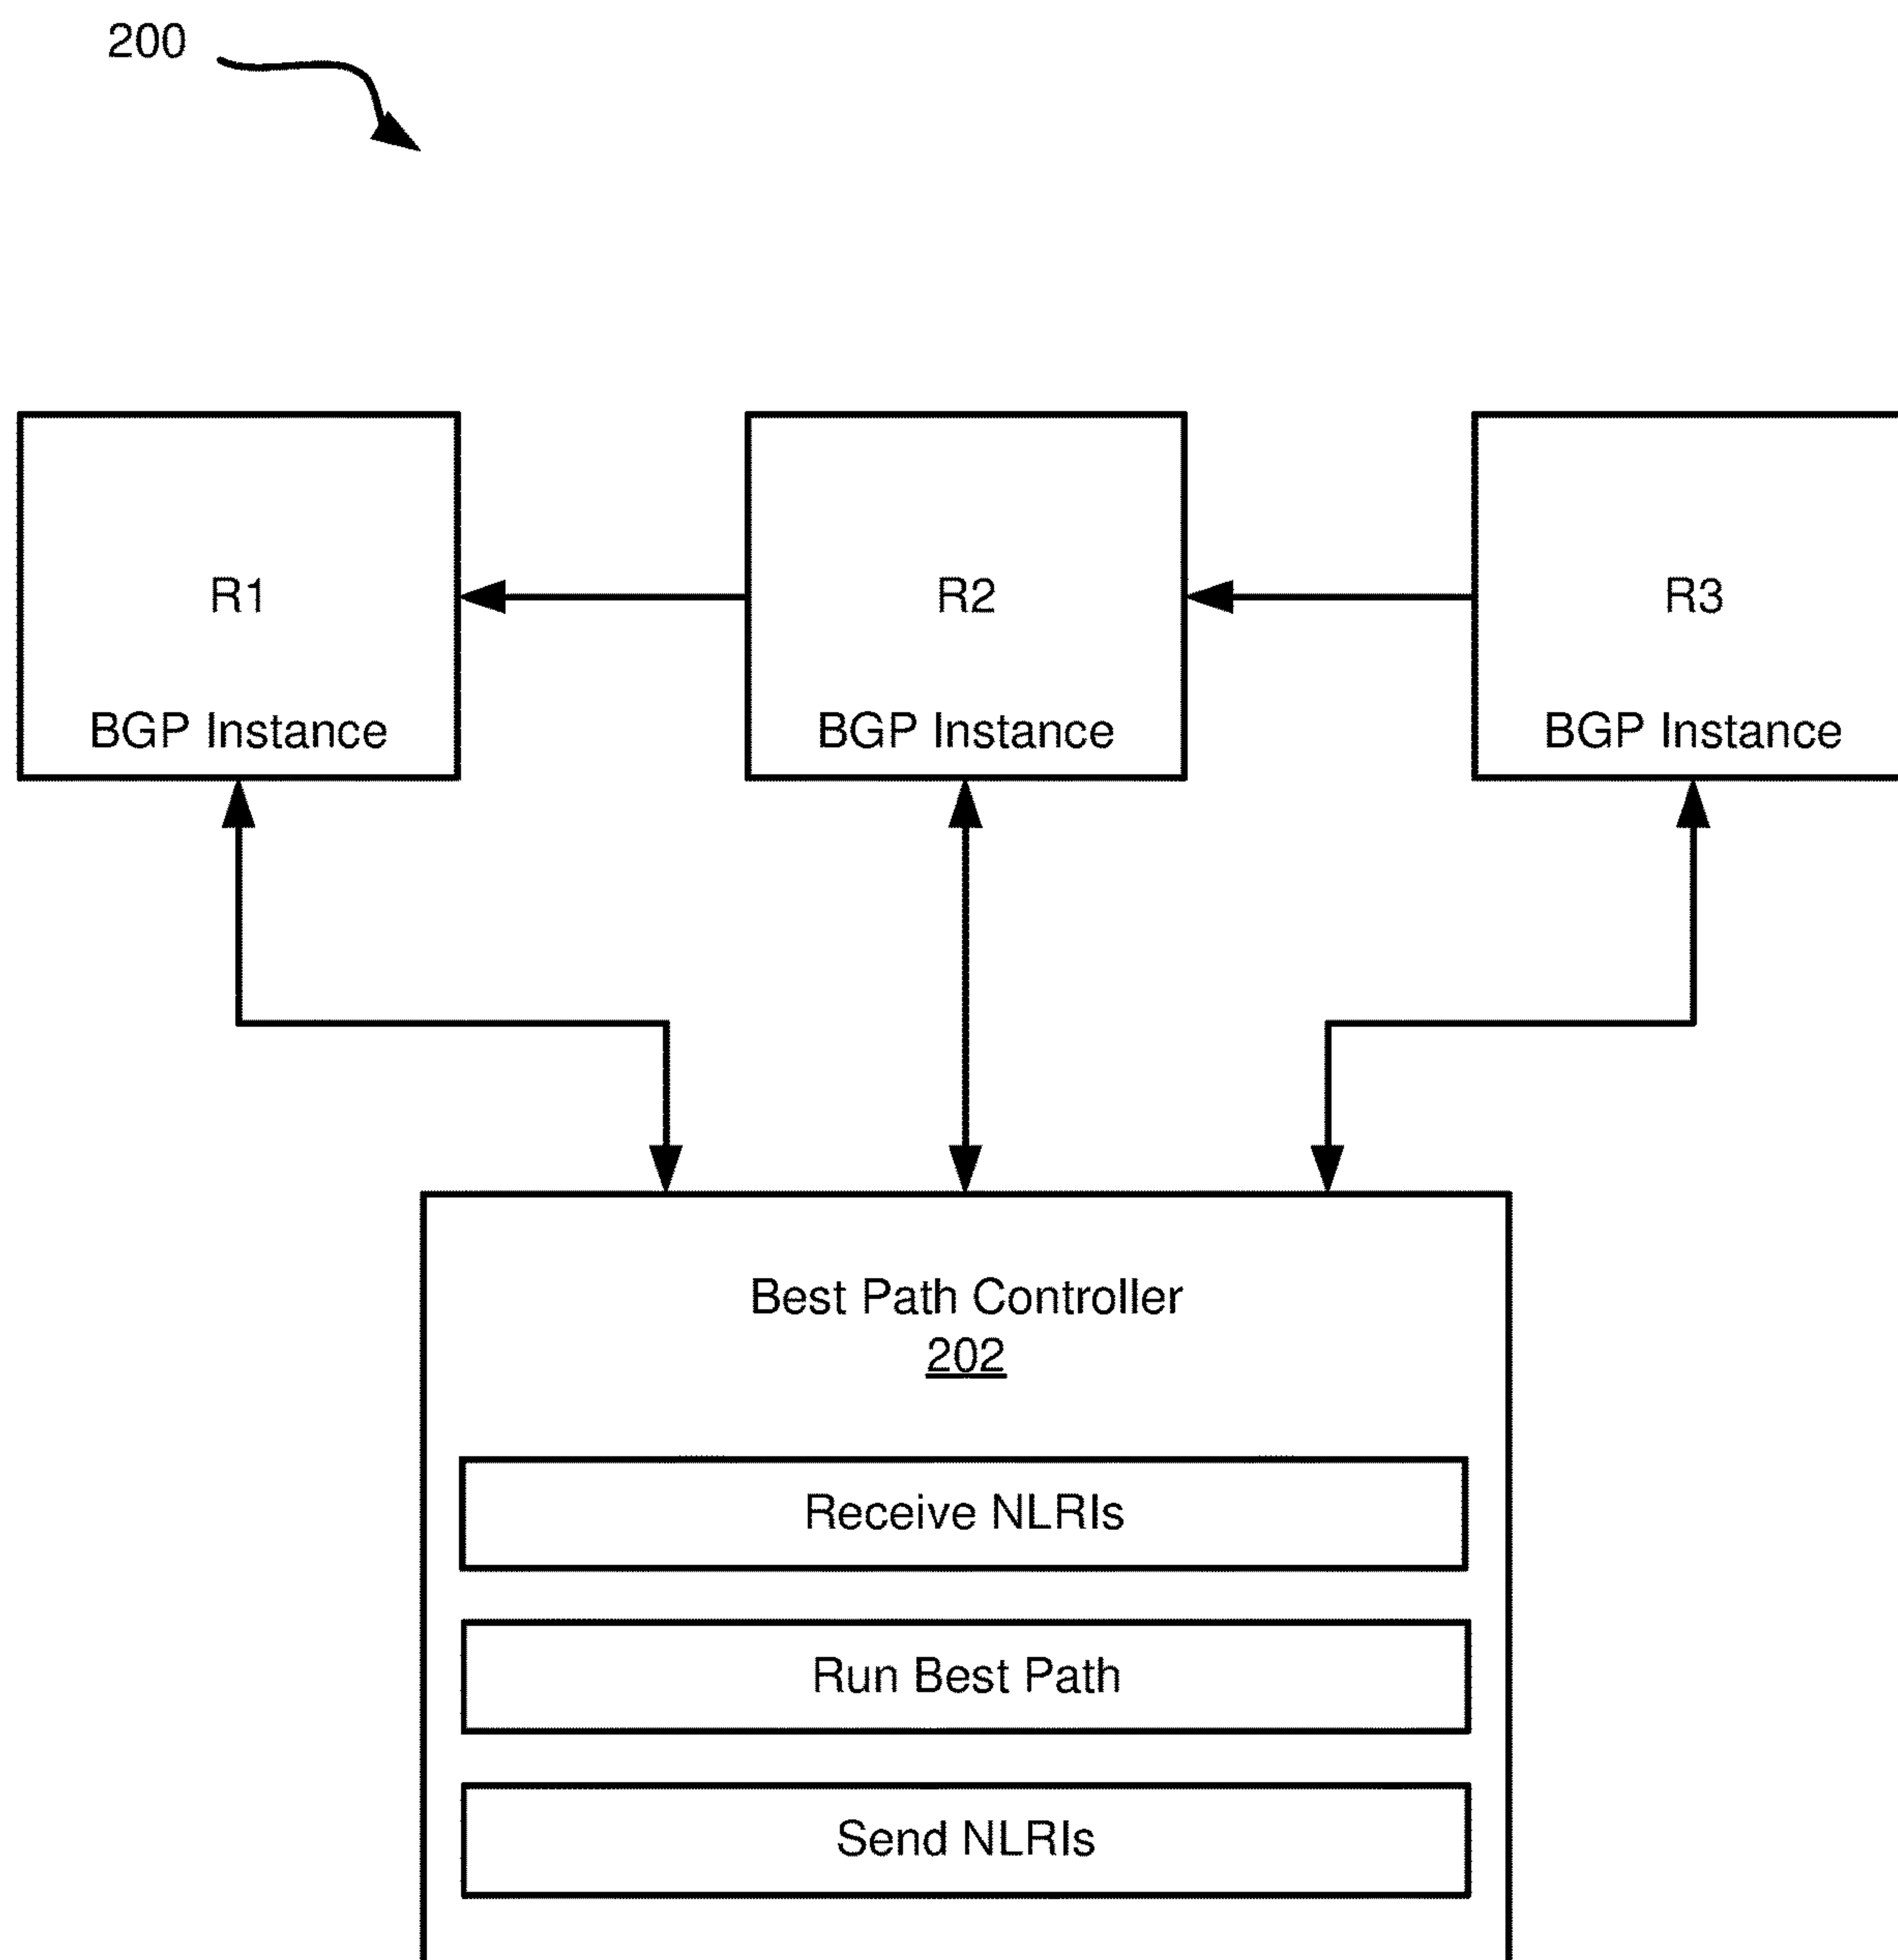 200
R1
BGP Instance
R2
BGP Instance
R3
BGP Instance
Best Path Controller
202
Receive NLRIs
Run Best Path
Send NLRIs